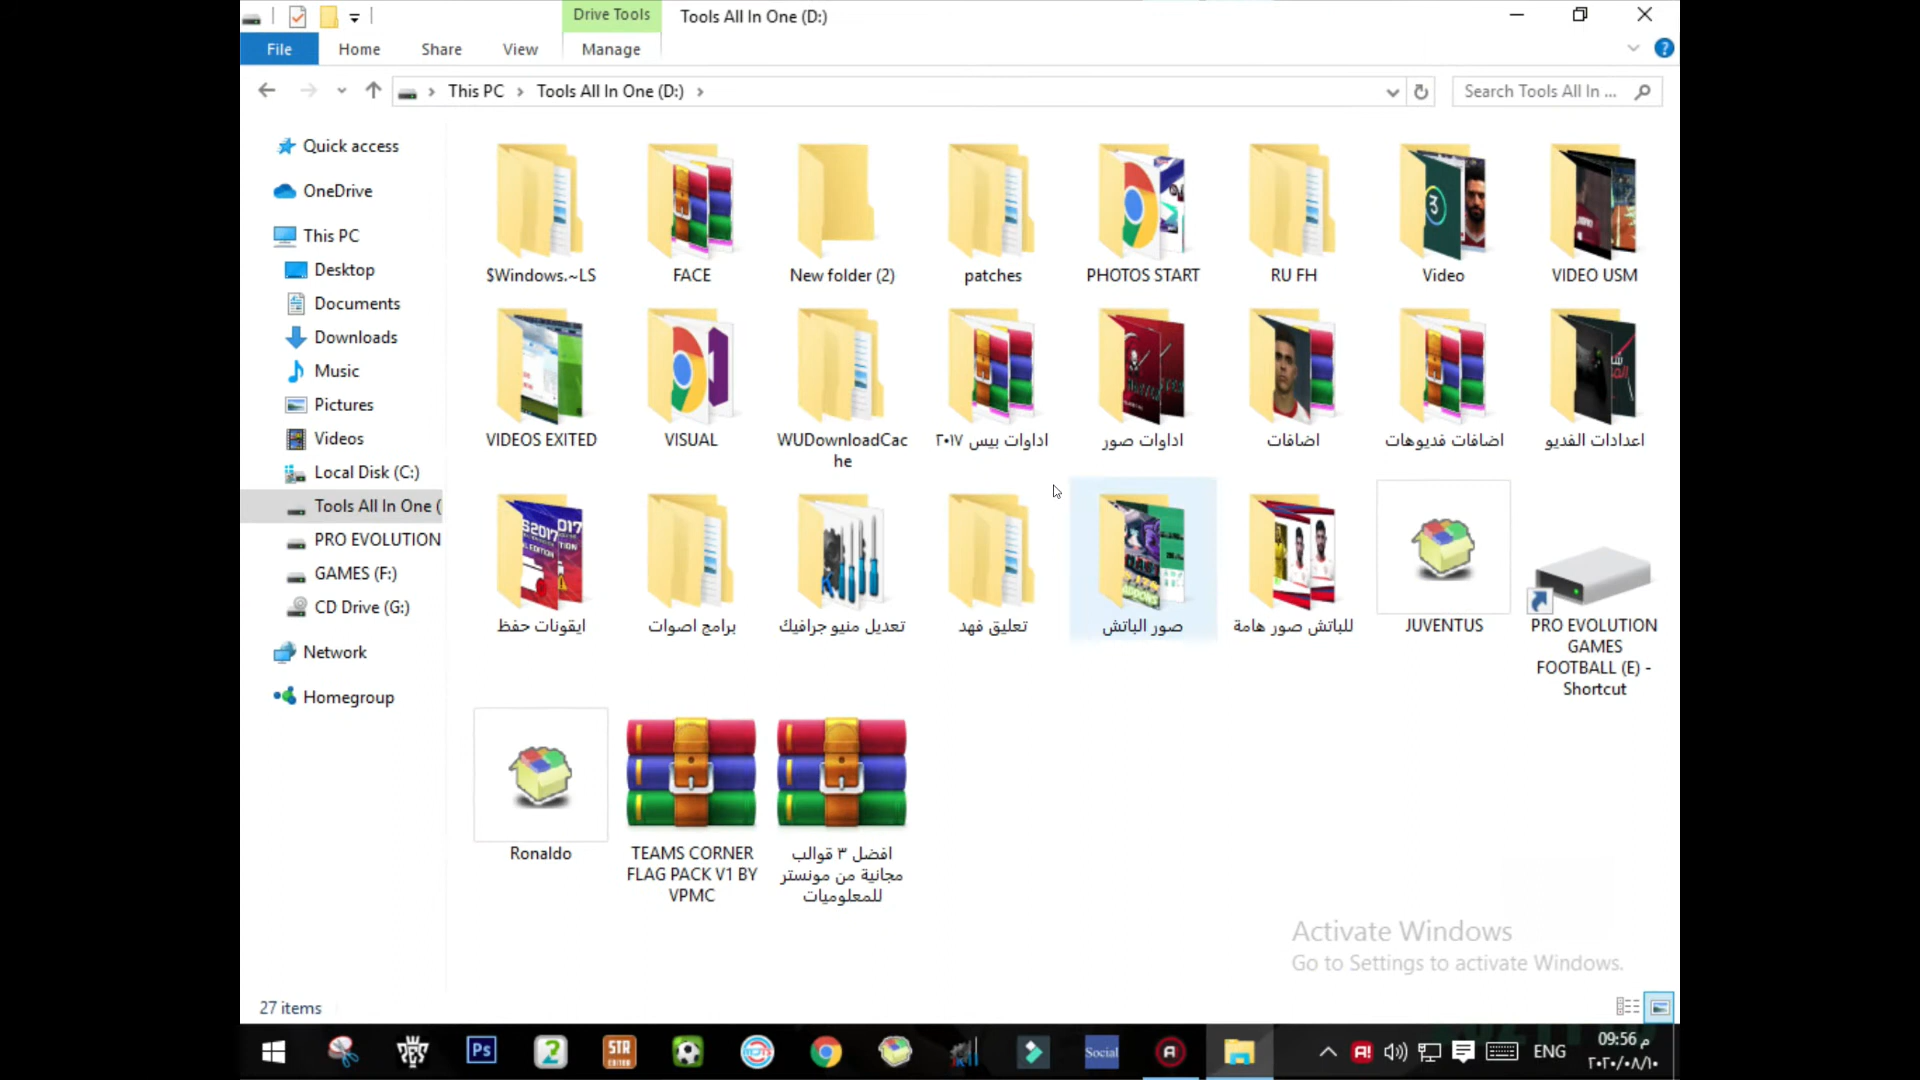 Drive Tools
Tools All In One (D:)
File
Home
Share
View
Manage
This PC
Tools All In One (D:)
Search Tools All In ...
Quick access
OneDrive
This PC
Desktop
Documents
Downloads
Music
Pictures
Videos
Local Disk (C:)
Tools All In One (
PRO EVOLUTION
GAMES (F:)
CD Drive (G:)
Network
Homegroup
$Windows.~LS
FACE
New folder (2)
patches
PHOTOS START
RU FH
Video
VIDEO USM
VIDEOS EXITED
VISUAL
WUDownloadCac
he
اداوات بيس ٢٠١٧
اداوات صور
اضافات
اضافات فديوهات
اعدادات الفديو
ايقونات حفظ
برامج اصوات
تعديل منيو جرافيك
تعليق فهد
صور الباتش
للباتش صور هامة
JUVENTUS
PRO EVOLUTION
GAMES
FOOTBALL (E) -
Shortcut
Ronaldo
TEAMS CORNER
FLAG PACK V1 BY
VPMC
افضل ٣ قوالب
مجانية من مونستر
للمعلوميات
Activate Windows
Go to Settings to activate Windows.
27 items
Ps
STR
EDITOR
Social
ENG
09:56 م
٢٠٢٠/٠٨/١٠